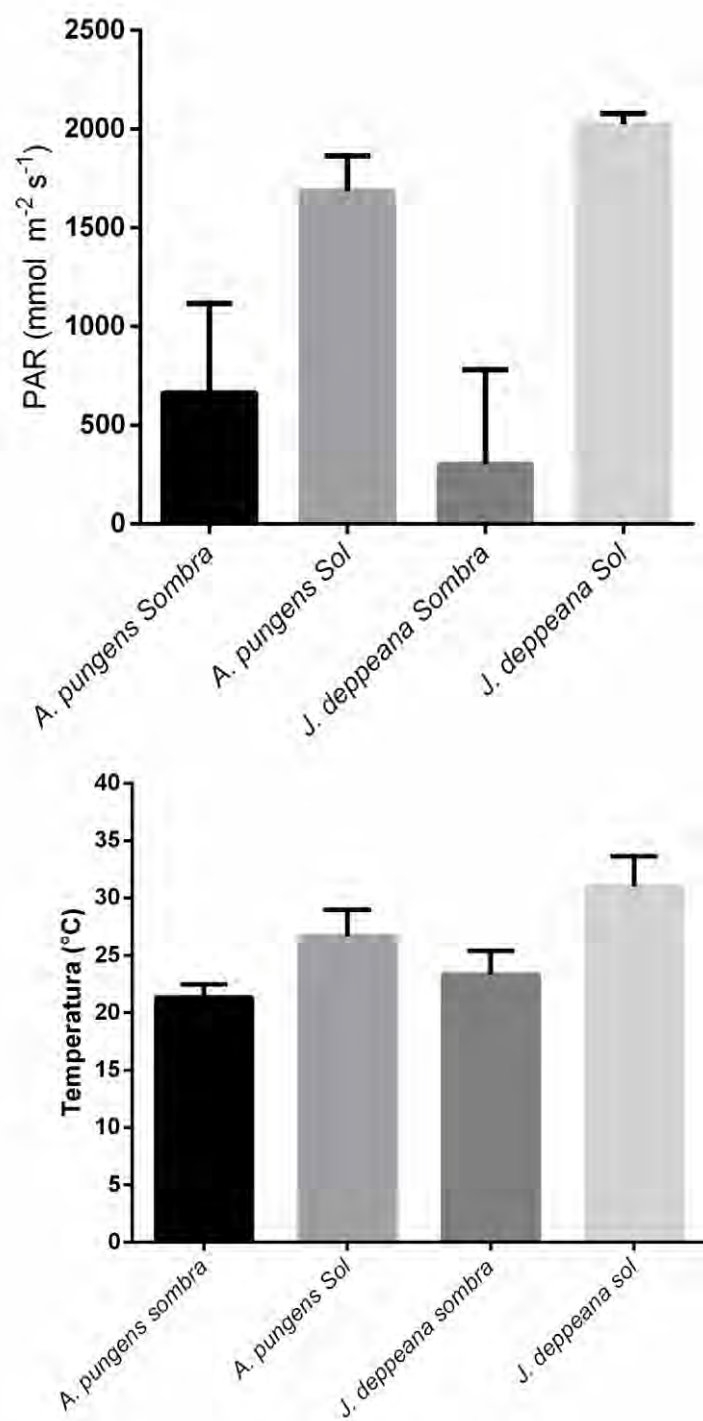 2500
2000
1500
1000
500
0
PAR (mmol m⁻² s⁻¹)
A. pungens Sombra
A. pungens Sol
J. deppeana Sombra
J. deppeana Sol
40
35
30
25
20
15
10
5
0
Temperatura (°C)
A. pungens sombra
A. pungens Sol
J. deppeana sombra
J. deppeana sol